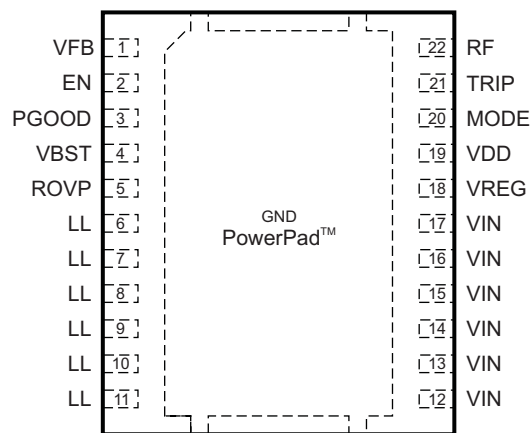 VFB 1 22 RF
EN 2 21 TRIP
PGOOD 3 20 MODE
VBST 4 19 VDD
ROVP 5 18 VREG
LL 6 17 VIN
GND
PowerPad™
LL 7 16 VIN
LL 8 15 VIN
LL 9 14 VIN
LL 10 13 VIN
LL 11 12 VIN